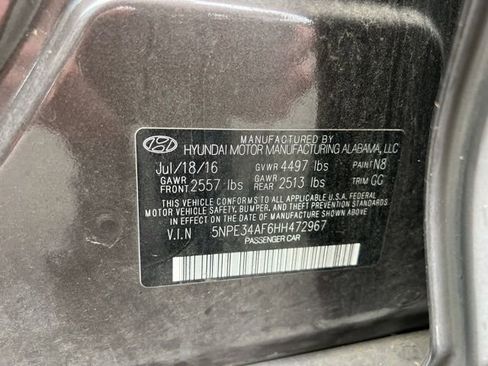 MANUFACTURED BY
HYUNDAI MOTOR MANUFACTURING ALABAMA, LLC
Jul/18/16 GVWR 4497 lbs PAINT N8
GAWR FRONT 2557 lbs GAWR REAR 2513 lbs TRIM GG
THIS VEHICLE CONFORMS TO ALL APPLICABLE U.S.A. FEDERAL
MOTOR VEHICLE SAFETY, BUMPER, AND THEFT PREVENTION STANDARDS
IN EFFECT ON THE DATE OF MANUFACTURE SHOWN ABOVE.
V.I.N 5NPE34AF6HH472967
PASSENGER CAR